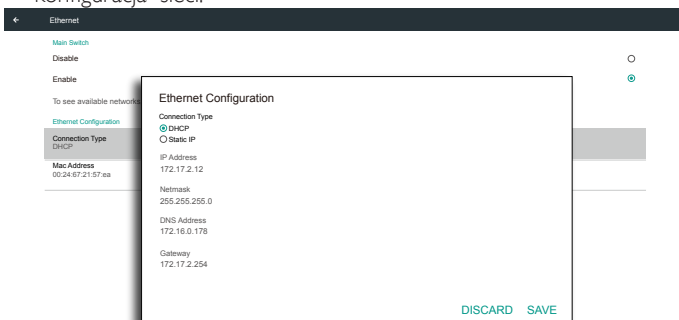 konfiguracja sieci.
Ethernet
Main Switch
Disable
Enable
To see available networks
Ethernet Configuration
Connection Type
DHCP
Mac Address
00:24:67:21:57:ea
Ethernet Configuration
Connection Type
DHCP
Static IP
IP Address
172.17.2.12
Netmask
255.255.255.0
DNS Address
172.16.0.178
Gateway
172.17.2.254
DISCARD SAVE